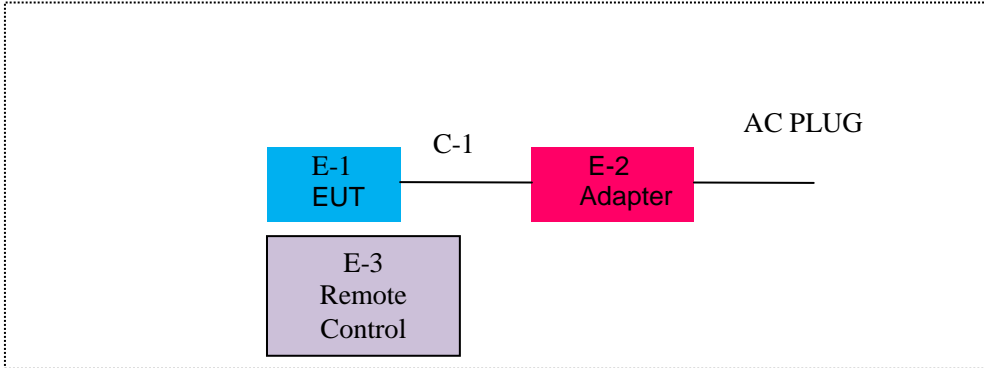 AC PLUG
C-1
E-1
EUT
E-2
Adapter
E-3
Remote
Control